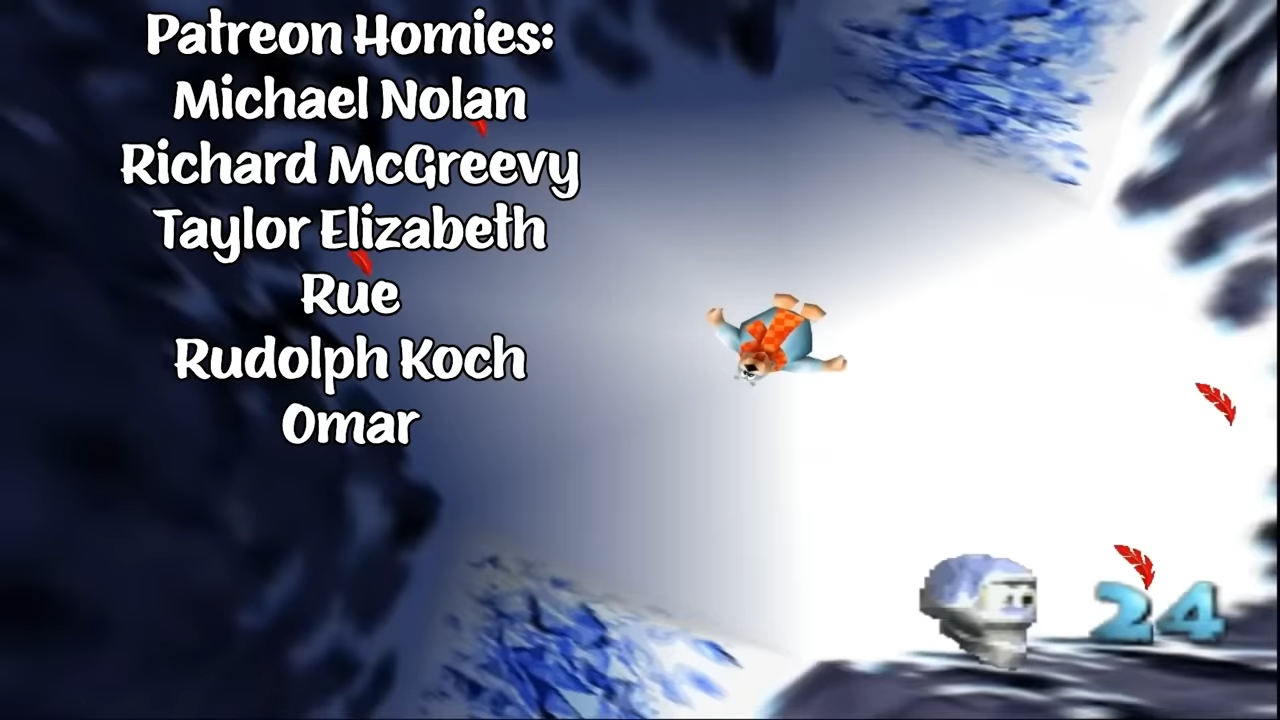 Patreon Homies:
Michael Nolan
Richard McGreevy
Taylor Elizabeth
Rue
Rudolph Koch
Omar
24